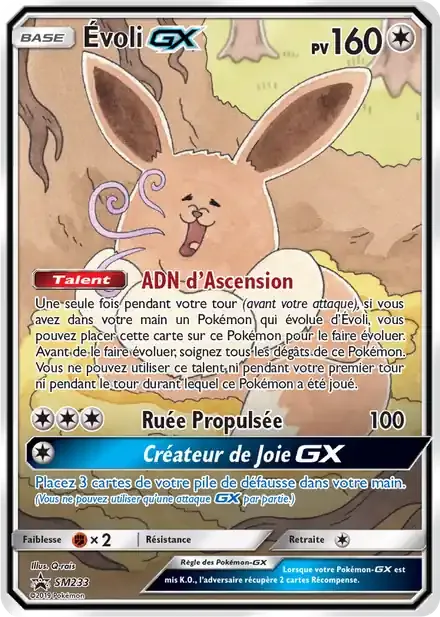 BASE Évoli GX PV 160
Talent ADN d'Ascension
Une seule fois pendant votre tour (avant votre attaque), si vous
avez dans votre main un Pokémon qui évolue d'Évoli, vous
pouvez placer cette carte sur ce Pokémon pour le faire évoluer.
Avant de le faire évoluer, soignez tous les dégâts de ce Pokémon.
Vous ne pouvez utiliser ce talent ni pendant votre premier tour
ni pendant le tour durant lequel ce Pokémon a été joué.
Ruée Propulsée 100
Créateur de Joie GX
Placez 3 cartes de votre pile de défausse dans votre main.
(Vous ne pouvez utiliser qu'une attaque GX par partie.)
Faiblesse × 2 Résistance Retraite
Illus. Q-rais
Règle des Pokémon-GX
PROMO SM233
Lorsque votre Pokémon-GX est
mis K.O., l'adversaire récupère 2 cartes Récompense.
©2019 Pokémon